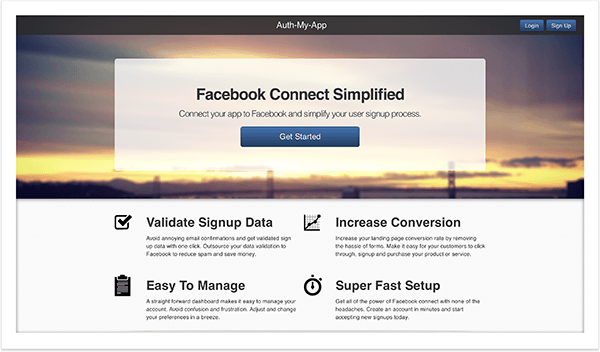 Auth-My-App
Login
Sign Up
Facebook Connect Simplified
Connect your app to Facebook and simplify your user signup process.
Get Started
Validate Signup Data
Avoid annoying email confirmations and get validated sign
up data with one click. Outsource your data validation to
Facebook to reduce spam and save money.
Increase Conversion
Increase your landing page conversion rate by removing
the hassle of forms. Make it easy for your customers to click
through, signup and purchase your product or service.
Easy To Manage
A straight forward dashboard makes it easy to manage your
account. Avoid confusion and frustration. Adjust and change
your preferences in a breeze.
Super Fast Setup
Get all of the power of Facebook connect with none of the
headaches. Create an account in minutes and start
accepting new signups today.